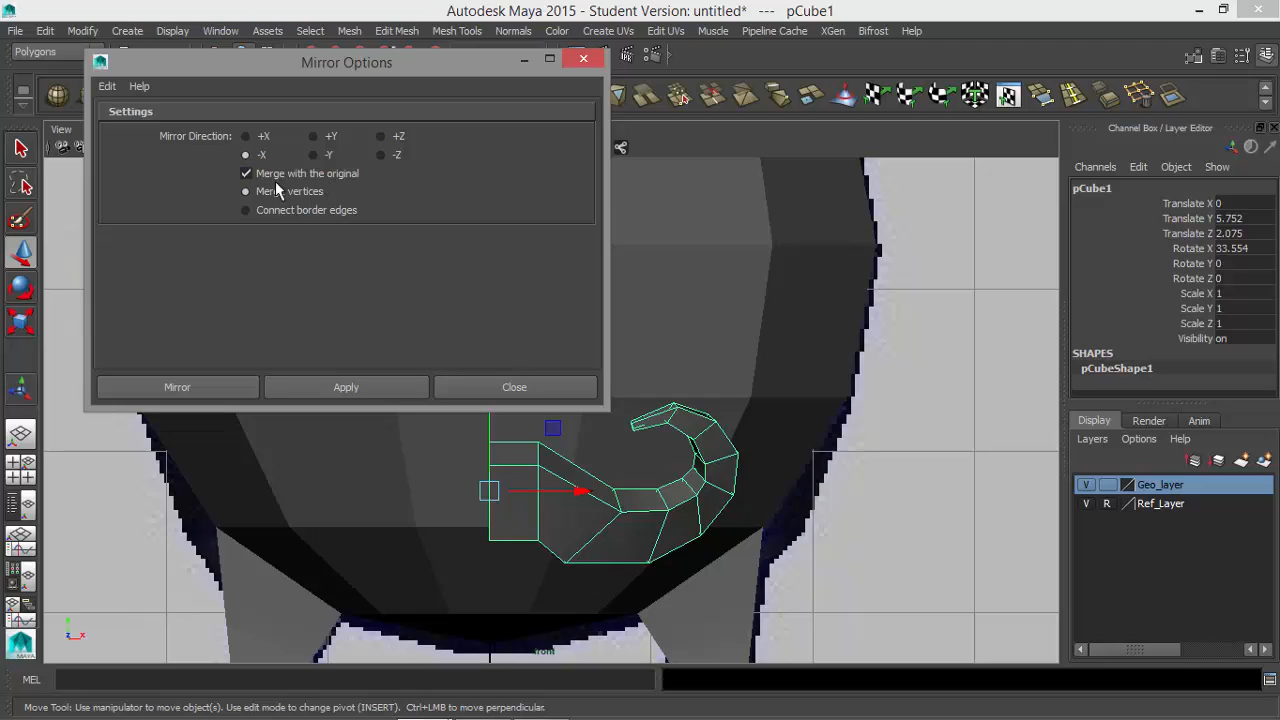 Autodesk Maya 2015 - Student Version: untitled* --- pCube1
File Edit Modify Create Display Window Assets Select Mesh Edit Mesh Mesh Tools Normals Color Create UVs Edit UVs Muscle Pipeline Cache XGen Bifrost Help
Polygons
Mirror Options
Edit Help
Settings
Mirror Direction: +X +Y +Z
-X -Y -Z
Merge with the original
Merge vertices
Connect border edges
Mirror Apply Close
View
Channel Box / Layer Editor
Channels Edit Object Show
pCube1
Translate X 0
Translate Y 5.752
Translate Z 2.075
Rotate X 33.554
Rotate Y 0
Rotate Z 0
Scale X 1
Scale Y 1
Scale Z 1
Visibility on
SHAPES
pCubeShape1
Display Render Anim
Layers Options Help
V Geo_layer
V R Ref_Layer
y
z x
front
MAYA
MEL
Move Tool: Use manipulator to move object(s). Use edit mode to change pivot (INSERT). Ctrl+LMB to move perpendicular.